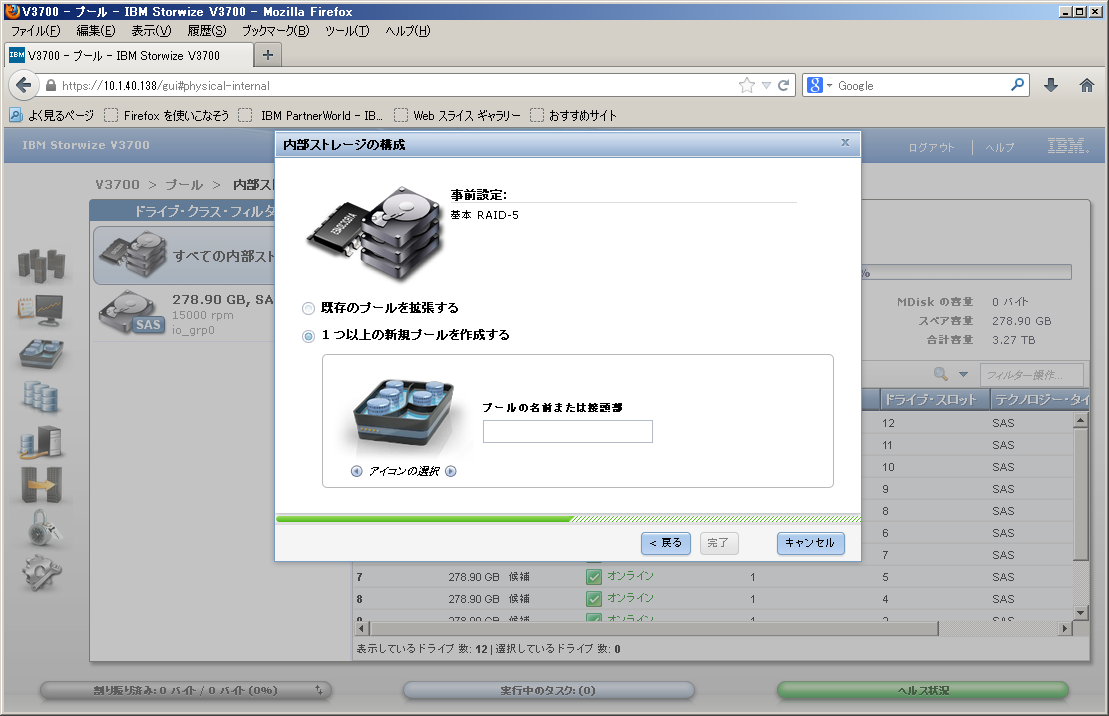 V3700 - プール - IBM Storwize V3700 - Mozilla Firefox
ファイル(F) 編集(E) 表示(V) 履歴(S) ブックマーク(B) ツール(T) ヘルプ(H)
IBM V3700 - プール - IBM Storwize V3700
https://10.1.40.138/gui#physical-internal
Google
よく見るページ Firefox を使いこなそう IBM PartnerWorld - IB... Web スライス ギャラリー おすすめサイト
IBM Storwize V3700
ログアウト ヘルプ IBM
V3700 > プール > 内部ス
ドライブ・クラス・フィルタ
すべての内部スト
278.90 GB, SA
15000 rpm
io_grp0
SAS
内部ストレージの構成
x
事前設定:
基本 RAID-5
既存のプールを拡張する
1 つ以上の新規プールを作成する
プールの名前または接頭部
アイコンの選択
< 戻る 完了 キャンセル
%
MDisk の容量 0 バイト
スペア容量 278.90 GB
合計容量 3.27 TB
フィルター操作...
ドライブ・スロット テクノロジー・タイ
12 SAS
11 SAS
10 SAS
9 SAS
8 SAS
6 SAS
7 SAS
7 278.90 GB 候補 オンライン 1 5 SAS
8 278.90 GB 候補 オンライン 1 4 SAS
9 278.90 GB 候補 オンライン 1 SAS
表示しているドライブ 数: 12 | 選択しているドライブ 数: 0
割り振り済み: 0 バイト / 0 バイト (0%)
実行中のタスク: (0)
ヘルス状況